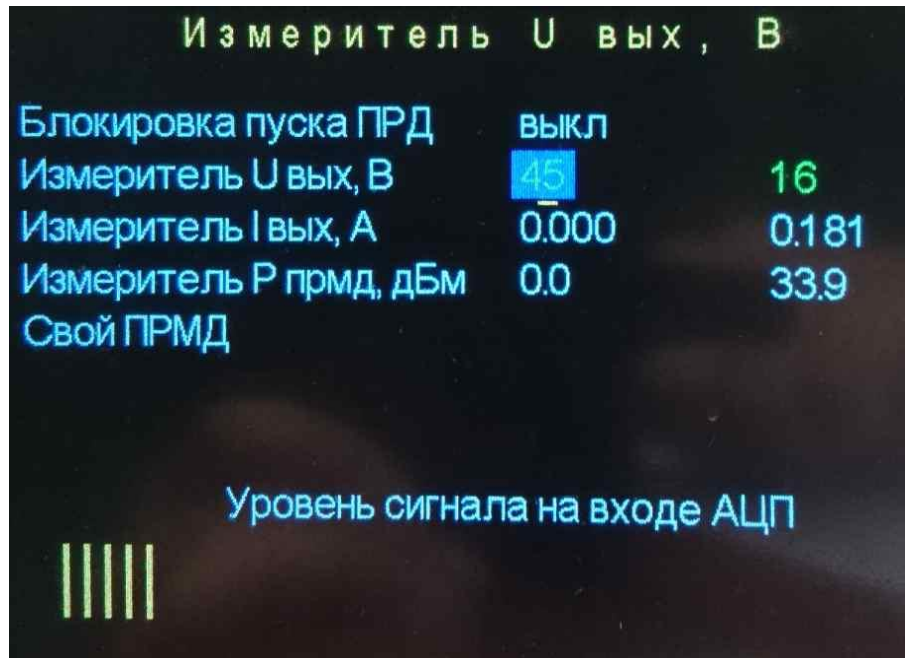 Измеритель U вых, В
Блокировка пуска ПРД выкл
Измеритель U вых, В 45 16
Измеритель I вых, А 0.000 0.181
Измеритель Р прмд, дБм 0.0 33.9
Свой ПРМД
Уровень сигнала на входе АЦП